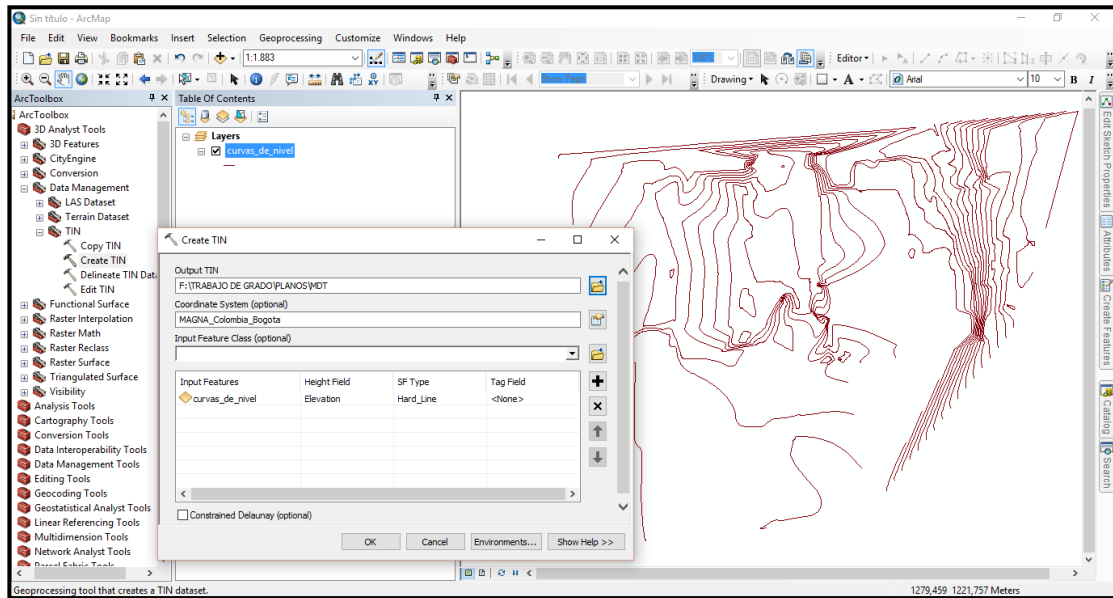 Sin título - ArcMap
File Edit View Bookmarks Insert Selection Geoprocessing Customize Windows Help
1:1.883
100%
Editor
Show Page
Drawing
A
Arial
10
B I
ArcToolbox
ArcToolbox
3D Analyst Tools
3D Features
CityEngine
Conversion
Data Management
LAS Dataset
Terrain Dataset
TIN
Copy TIN
Create TIN
Delineate TIN Dat
Edit TIN
Functional Surface
Raster Interpolation
Raster Math
Raster Reclass
Raster Surface
Triangulated Surface
Visibility
Analysis Tools
Cartography Tools
Conversion Tools
Data Interoperability Tools
Data Management Tools
Editing Tools
Geocoding Tools
Geostatistical Analyst Tools
Linear Referencing Tools
Multidimension Tools
Network Analyst Tools
Parcel Fabric Tools
Table Of Contents
Layers
curvas_de_nivel
Create TIN
Output TIN
F:\TRABAJO DE GRADO\PLANOS\MDT
Coordinate System (optional)
MAGNA_Colombia_Bogota
Input Feature Class (optional)
Input Features Height Field SF Type Tag Field
curvas_de_nivel Elevation Hard_Line <None>
Constrained Delaunay (optional)
OK Cancel Environments... Show Help >>
Edit Sketch Properties
Attributes
Create Features
Catalog
Search
Geoprocessing tool that creates a TIN dataset.
1279,459 1221,757 Meters